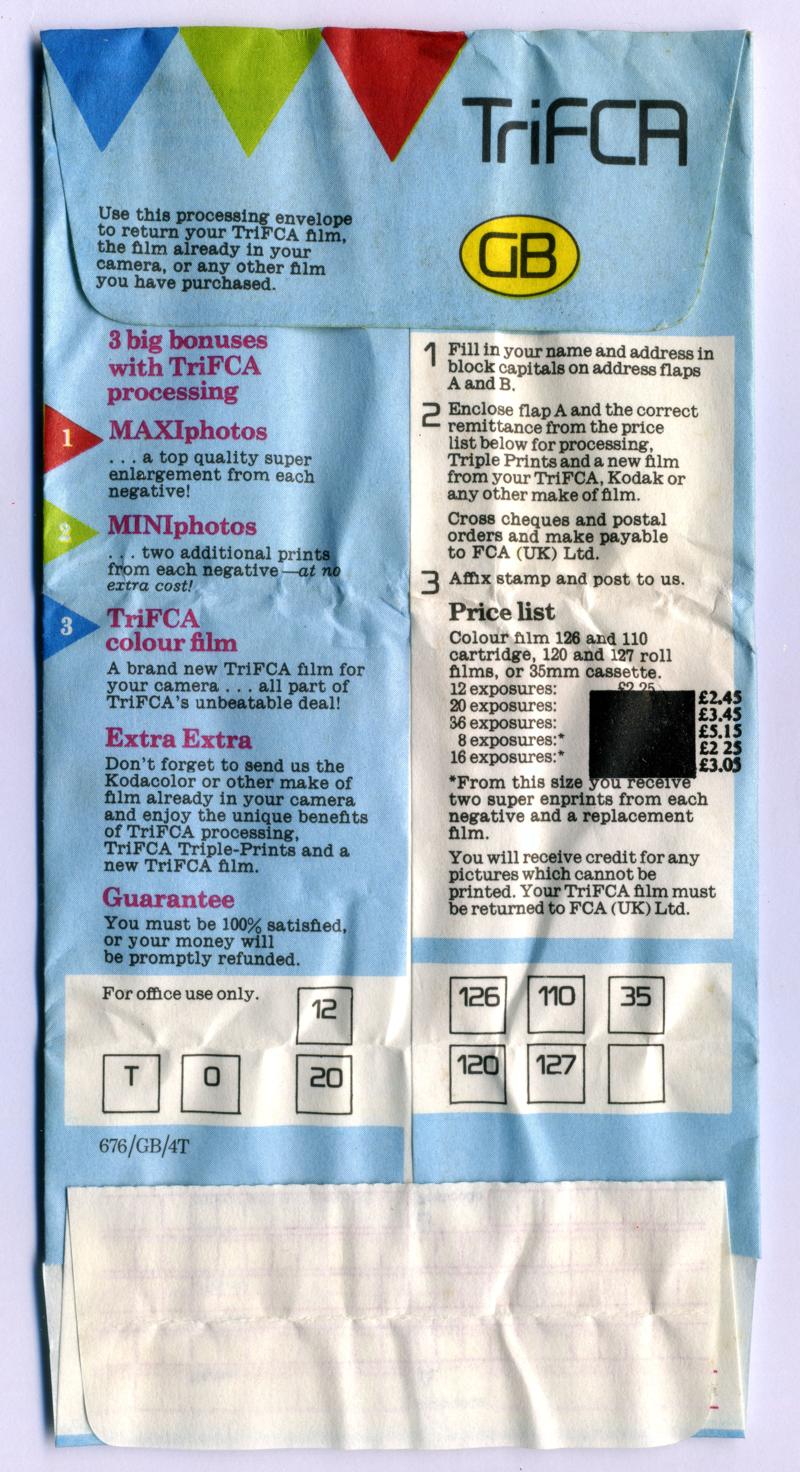 TriFCA
Use this processing envelope
to return your TriFCA film,
the film already in your
camera, or any other film
you have purchased.
GB
3 big bonuses
with TriFCA
processing
1
MAXIphotos
. . . a top quality super
enlargement from each
negative!
2
MINIphotos
. . . two additional prints
from each negative—at no
extra cost!
3
TriFCA
colour film
A brand new TriFCA film for
your camera . . . all part of
TriFCA's unbeatable deal!
Extra Extra
Don't forget to send us the
Kodacolor or other make of
film already in your camera
and enjoy the unique benefits
of TriFCA processing,
TriFCA Triple-Prints and a
new TriFCA film.
Guarantee
You must be 100% satisfied,
or your money will
be promptly refunded.
1 Fill in your name and address in
block capitals on address flaps
A and B.
2 Enclose flap A and the correct
remittance from the price
list below for processing,
Triple Prints and a new film
from your TriFCA, Kodak or
any other make of film.
Cross cheques and postal
orders and make payable
to FCA (UK) Ltd.
3 Affix stamp and post to us.
Price list
Colour film 126 and 110
cartridge, 120 and 127 roll
films, or 35mm cassette.
12 exposures: £2.25 £2.45
20 exposures: £3.45
36 exposures: £5.15
8 exposures:* £2 25
16 exposures:* £3.05
*From this size you receive
two super enprints from each
negative and a replacement
film.
You will receive credit for any
pictures which cannot be
printed. Your TriFCA film must
be returned to FCA (UK) Ltd.
For office use only.
12
T O 20
126 110 35
120 127
676/GB/4T